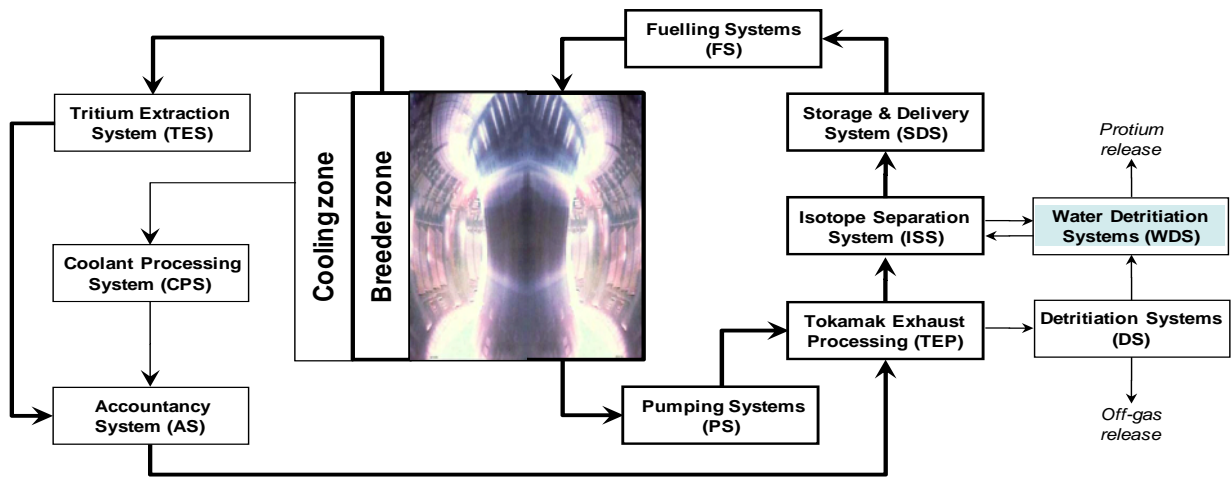 Fuelling Systems
(FS)
Tritium Extraction
System (TES)
Storage & Delivery
System (SDS)
Protium
release
Coolingzone
Breeder zone
Isotope Separation
System (ISS)
Water Detritiation
Systems (WDS)
Coolant Processing
System (CPS)
Tokamak Exhaust
Processing (TEP)
Detritiation Systems
(DS)
Accountancy
System (AS)
Pumping Systems
(PS)
Off-gas
release